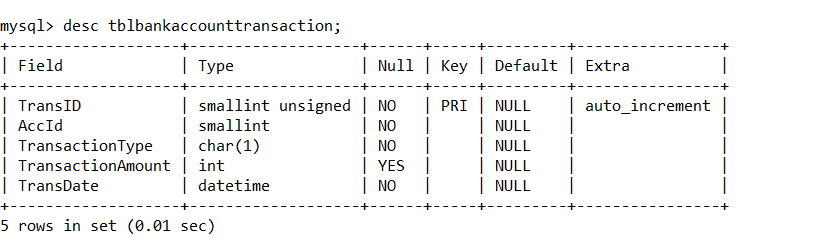 mysql> desc tblbankaccounttransaction;
+-------------------+-------------------+------+-----+---------+----------------+
| Field             | Type              | Null | Key | Default | Extra          |
+-------------------+-------------------+------+-----+---------+----------------+
| TransID           | smallint unsigned | NO   | PRI | NULL    | auto_increment |
| AccId             | smallint          | NO   |     | NULL    |                |
| TransactionType   | char(1)           | NO   |     | NULL    |                |
| TransactionAmount | int               | YES  |     | NULL    |                |
| TransDate         | datetime          | NO   |     | NULL    |                |
+-------------------+-------------------+------+-----+---------+----------------+
5 rows in set (0.01 sec)